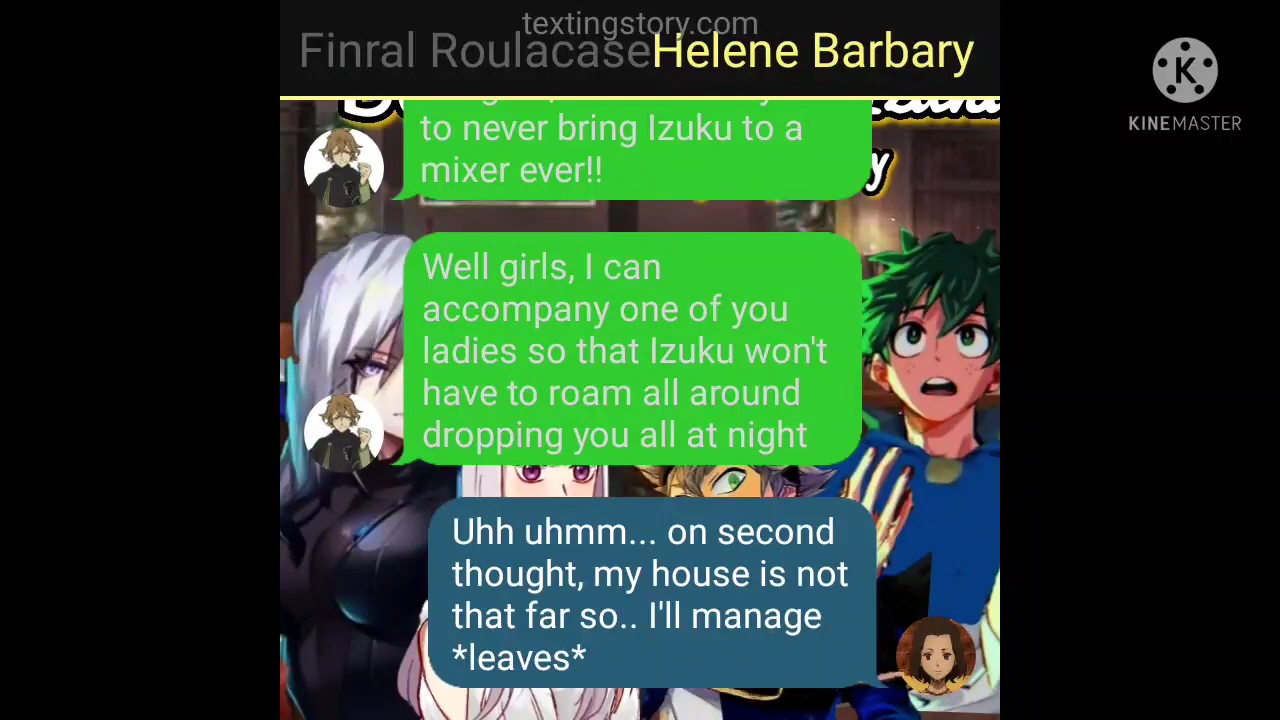 textingstory.com
Finral Roulacase Helene Barbary
KINEMASTER
K
to never bring Izuku to a
mixer ever!!
Well girls, I can
accompany one of you
ladies so that Izuku won't
have to roam all around
dropping you all at night
Uhh uhmm... on second
thought, my house is not
that far so.. I'll manage
*leaves*